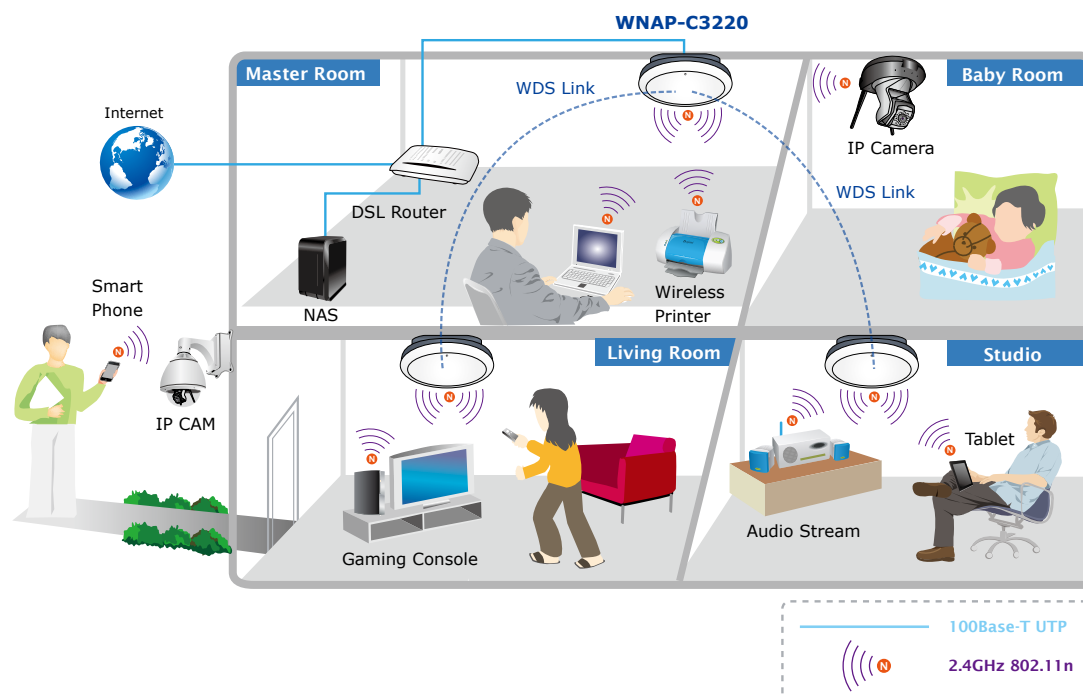 WNAP-C3220
Master Room
Baby Room
WDS Link
Internet
IP Camera
WDS Link
DSL Router
Smart
Phone
NAS
Wireless
Printer
Living Room
Studio
IP CAM
Tablet
Audio Stream
Gaming Console
100Base-T UTP
N
2.4GHz 802.11n